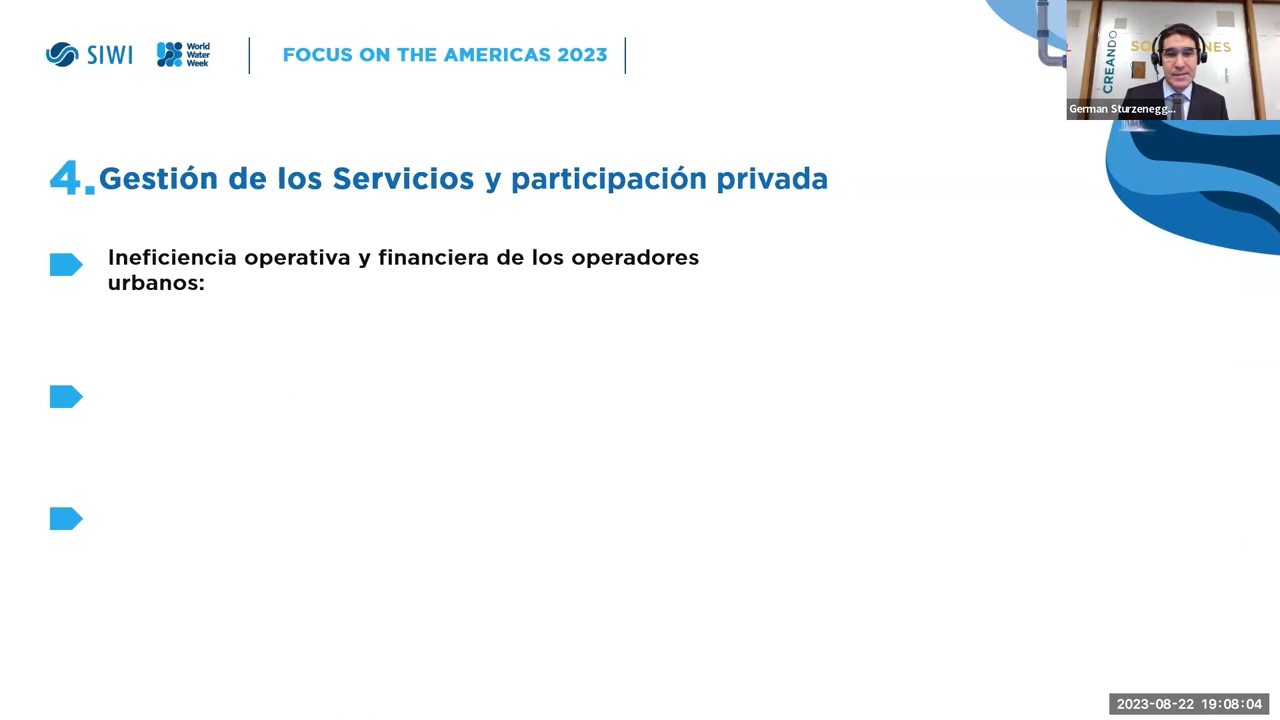 SIWI
World
Water
Week
FOCUS ON THE AMERICAS 2023
CREANDO
German Sturzenegg...
4. Gestión de los Servicios y participación privada
Ineficiencia operativa y financiera de los operadores
urbanos:
2023-08-22 19:08:04